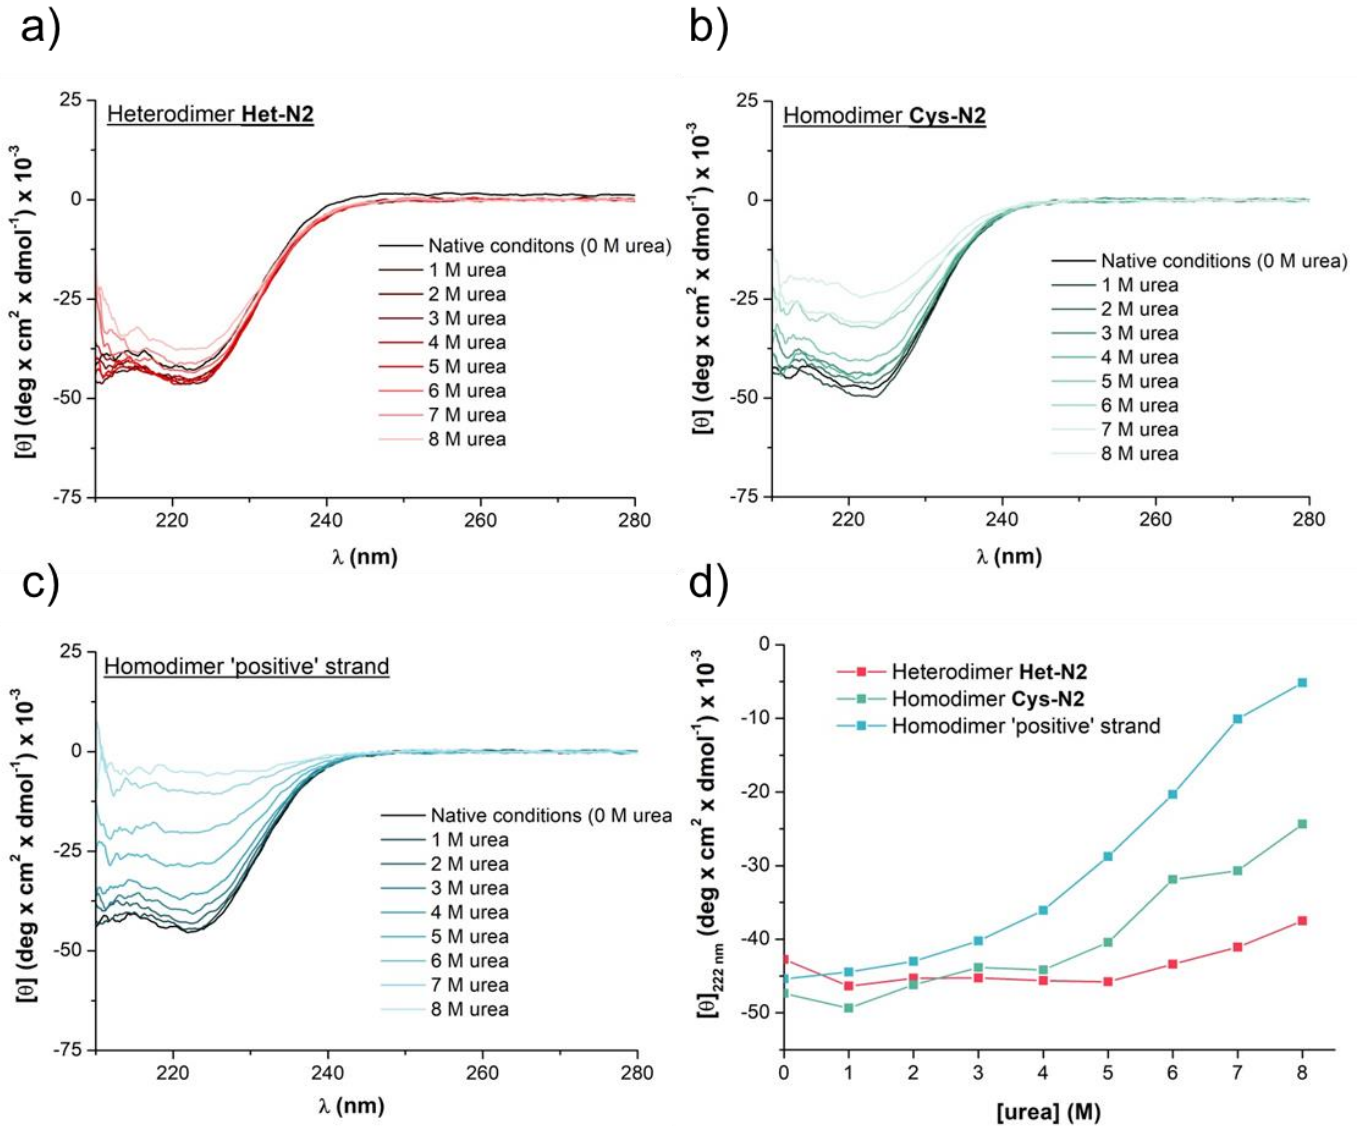 a)
Heterodimer Het-N2
25
0
-25
-50
-75
[θ] (deg x cm² x dmol⁻¹) x 10⁻³
Native conditons (0 M urea)
1 M urea
2 M urea
3 M urea
4 M urea
5 M urea
6 M urea
7 M urea
8 M urea
220
240
260
280
λ (nm)
b)
Homodimer Cys-N2
25
0
-25
-50
-75
[θ] (deg x cm² x dmol⁻¹) x 10⁻³
Native conditions (0 M urea)
1 M urea
2 M urea
3 M urea
4 M urea
5 M urea
6 M urea
7 M urea
8 M urea
220
240
260
280
λ (nm)
c)
Homodimer 'positive' strand
25
0
-25
-50
-75
[θ] (deg x cm² x dmol⁻¹) x 10⁻³
Native conditions (0 M urea
1 M urea
2 M urea
3 M urea
4 M urea
5 M urea
6 M urea
7 M urea
8 M urea
220
240
260
280
λ (nm)
d)
0
-10
-20
-30
-40
-50
[θ]222 nm (deg x cm² x dmol⁻¹) x 10⁻³
Heterodimer Het-N2
Homodimer Cys-N2
Homodimer 'positive' strand
0
1
2
3
4
5
6
7
8
[urea] (M)